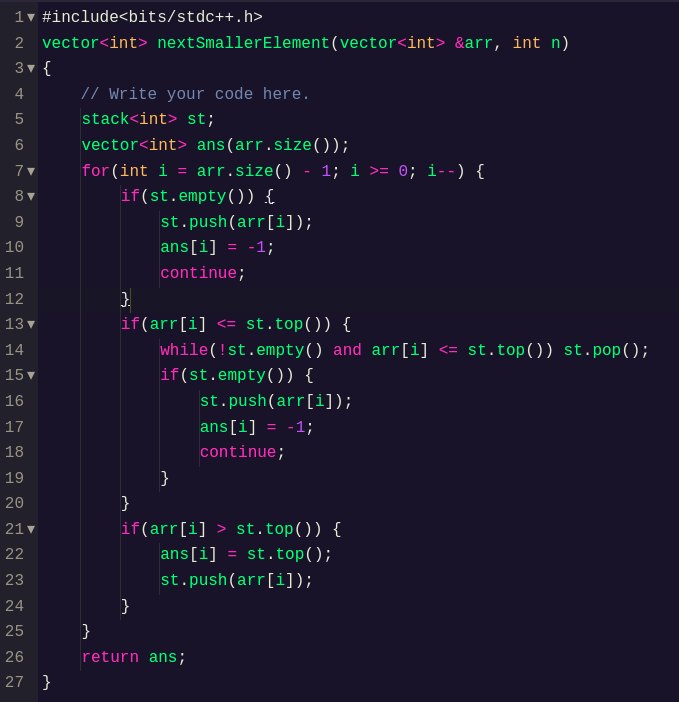 1 #include<bits/stdc++.h>
2 vector<int> nextSmallerElement(vector<int> &arr, int n)
3 {
4     // Write your code here.
5     stack<int> st;
6     vector<int> ans(arr.size());
7     for(int i = arr.size() - 1; i >= 0; i--) {
8         if(st.empty()) {
9             st.push(arr[i]);
10             ans[i] = -1;
11             continue;
12         }
13         if(arr[i] <= st.top()) {
14             while(!st.empty() and arr[i] <= st.top()) st.pop();
15             if(st.empty()) {
16                 st.push(arr[i]);
17                 ans[i] = -1;
18                 continue;
19             }
20         }
21         if(arr[i] > st.top()) {
22             ans[i] = st.top();
23             st.push(arr[i]);
24         }
25     }
26     return ans;
27 }